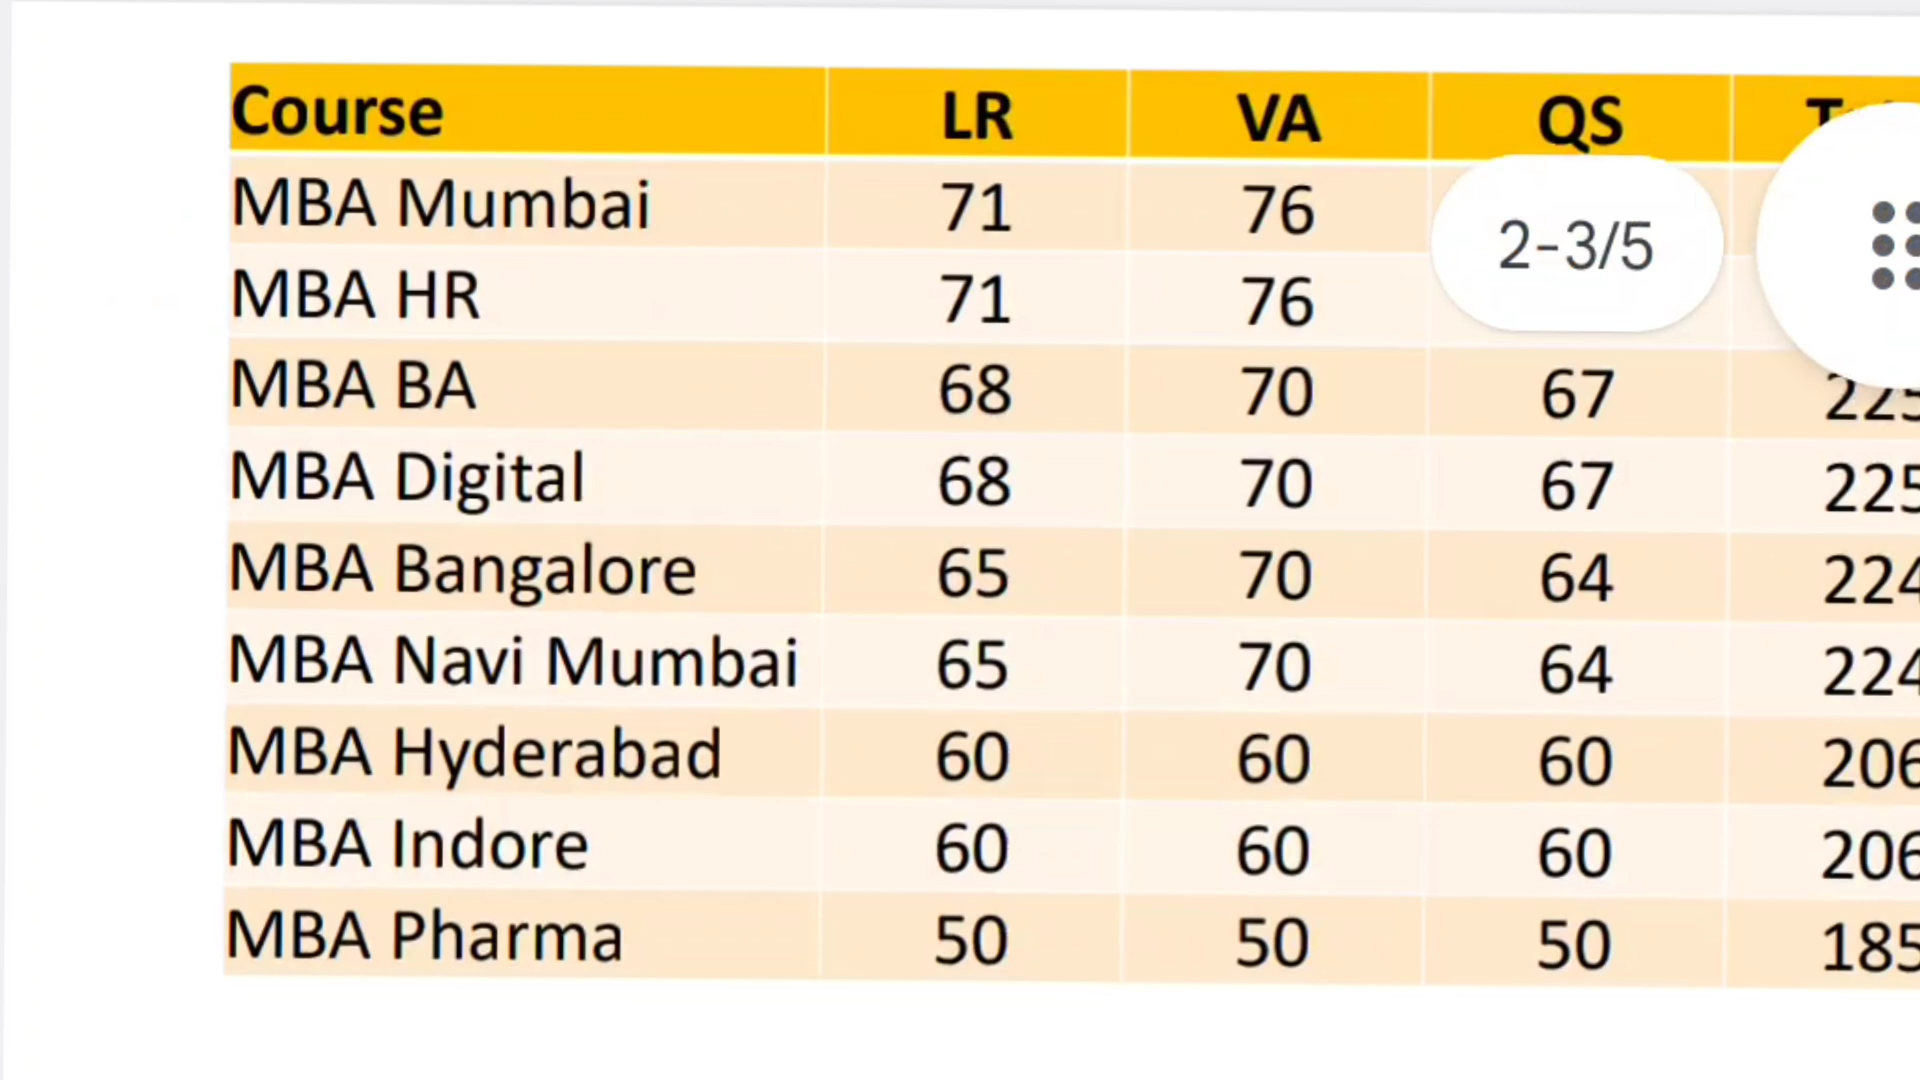 Course LR VA QS
MBA Mumbai 71 76
MBA HR 71 76
2-3/5
MBA BA 68 70 67 225
MBA Digital 68 70 67 225
MBA Bangalore 65 70 64 224
MBA Navi Mumbai 65 70 64 224
MBA Hyderabad 60 60 60 206
MBA Indore 60 60 60 206
MBA Pharma 50 50 50 185